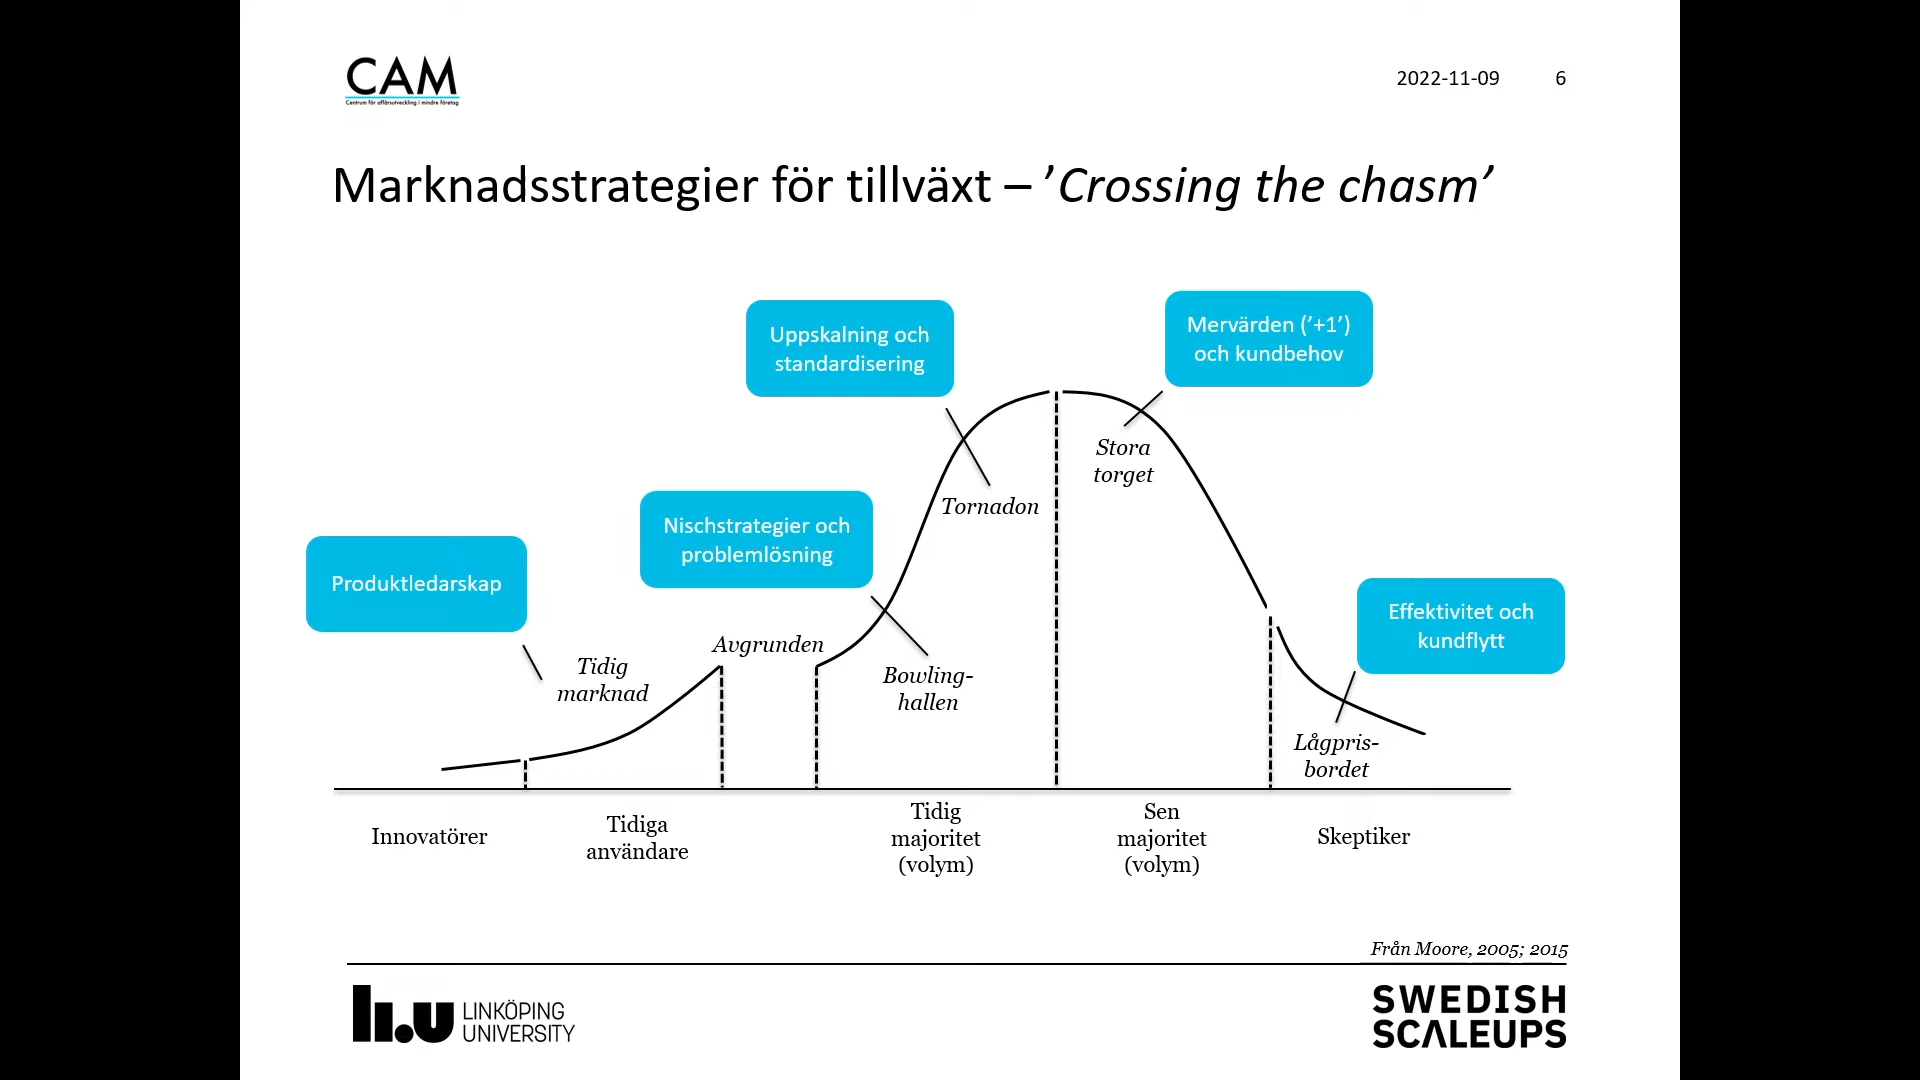 CAM
Centrum för affärsutveckling i mindre företag
2022-11-09 6
Marknadsstrategier för tillväxt – ’Crossing the chasm’
Uppskalning och
standardisering
Mervärden (’+1’)
och kundbehov
Stora
torget
Tornadon
Nischstrategier och
problemlösning
Produktledarskap
Effektivitet och
kundflytt
Avgrunden
Tidig
marknad
Bowling-
hallen
Lågpris-
bordet
Innovatörer
Tidiga
användare
Tidig
majoritet
(volym)
Sen
majoritet
(volym)
Skeptiker
Från Moore, 2005; 2015
li.u LINKÖPING
UNIVERSITY
SWEDISH
SCALEUPS